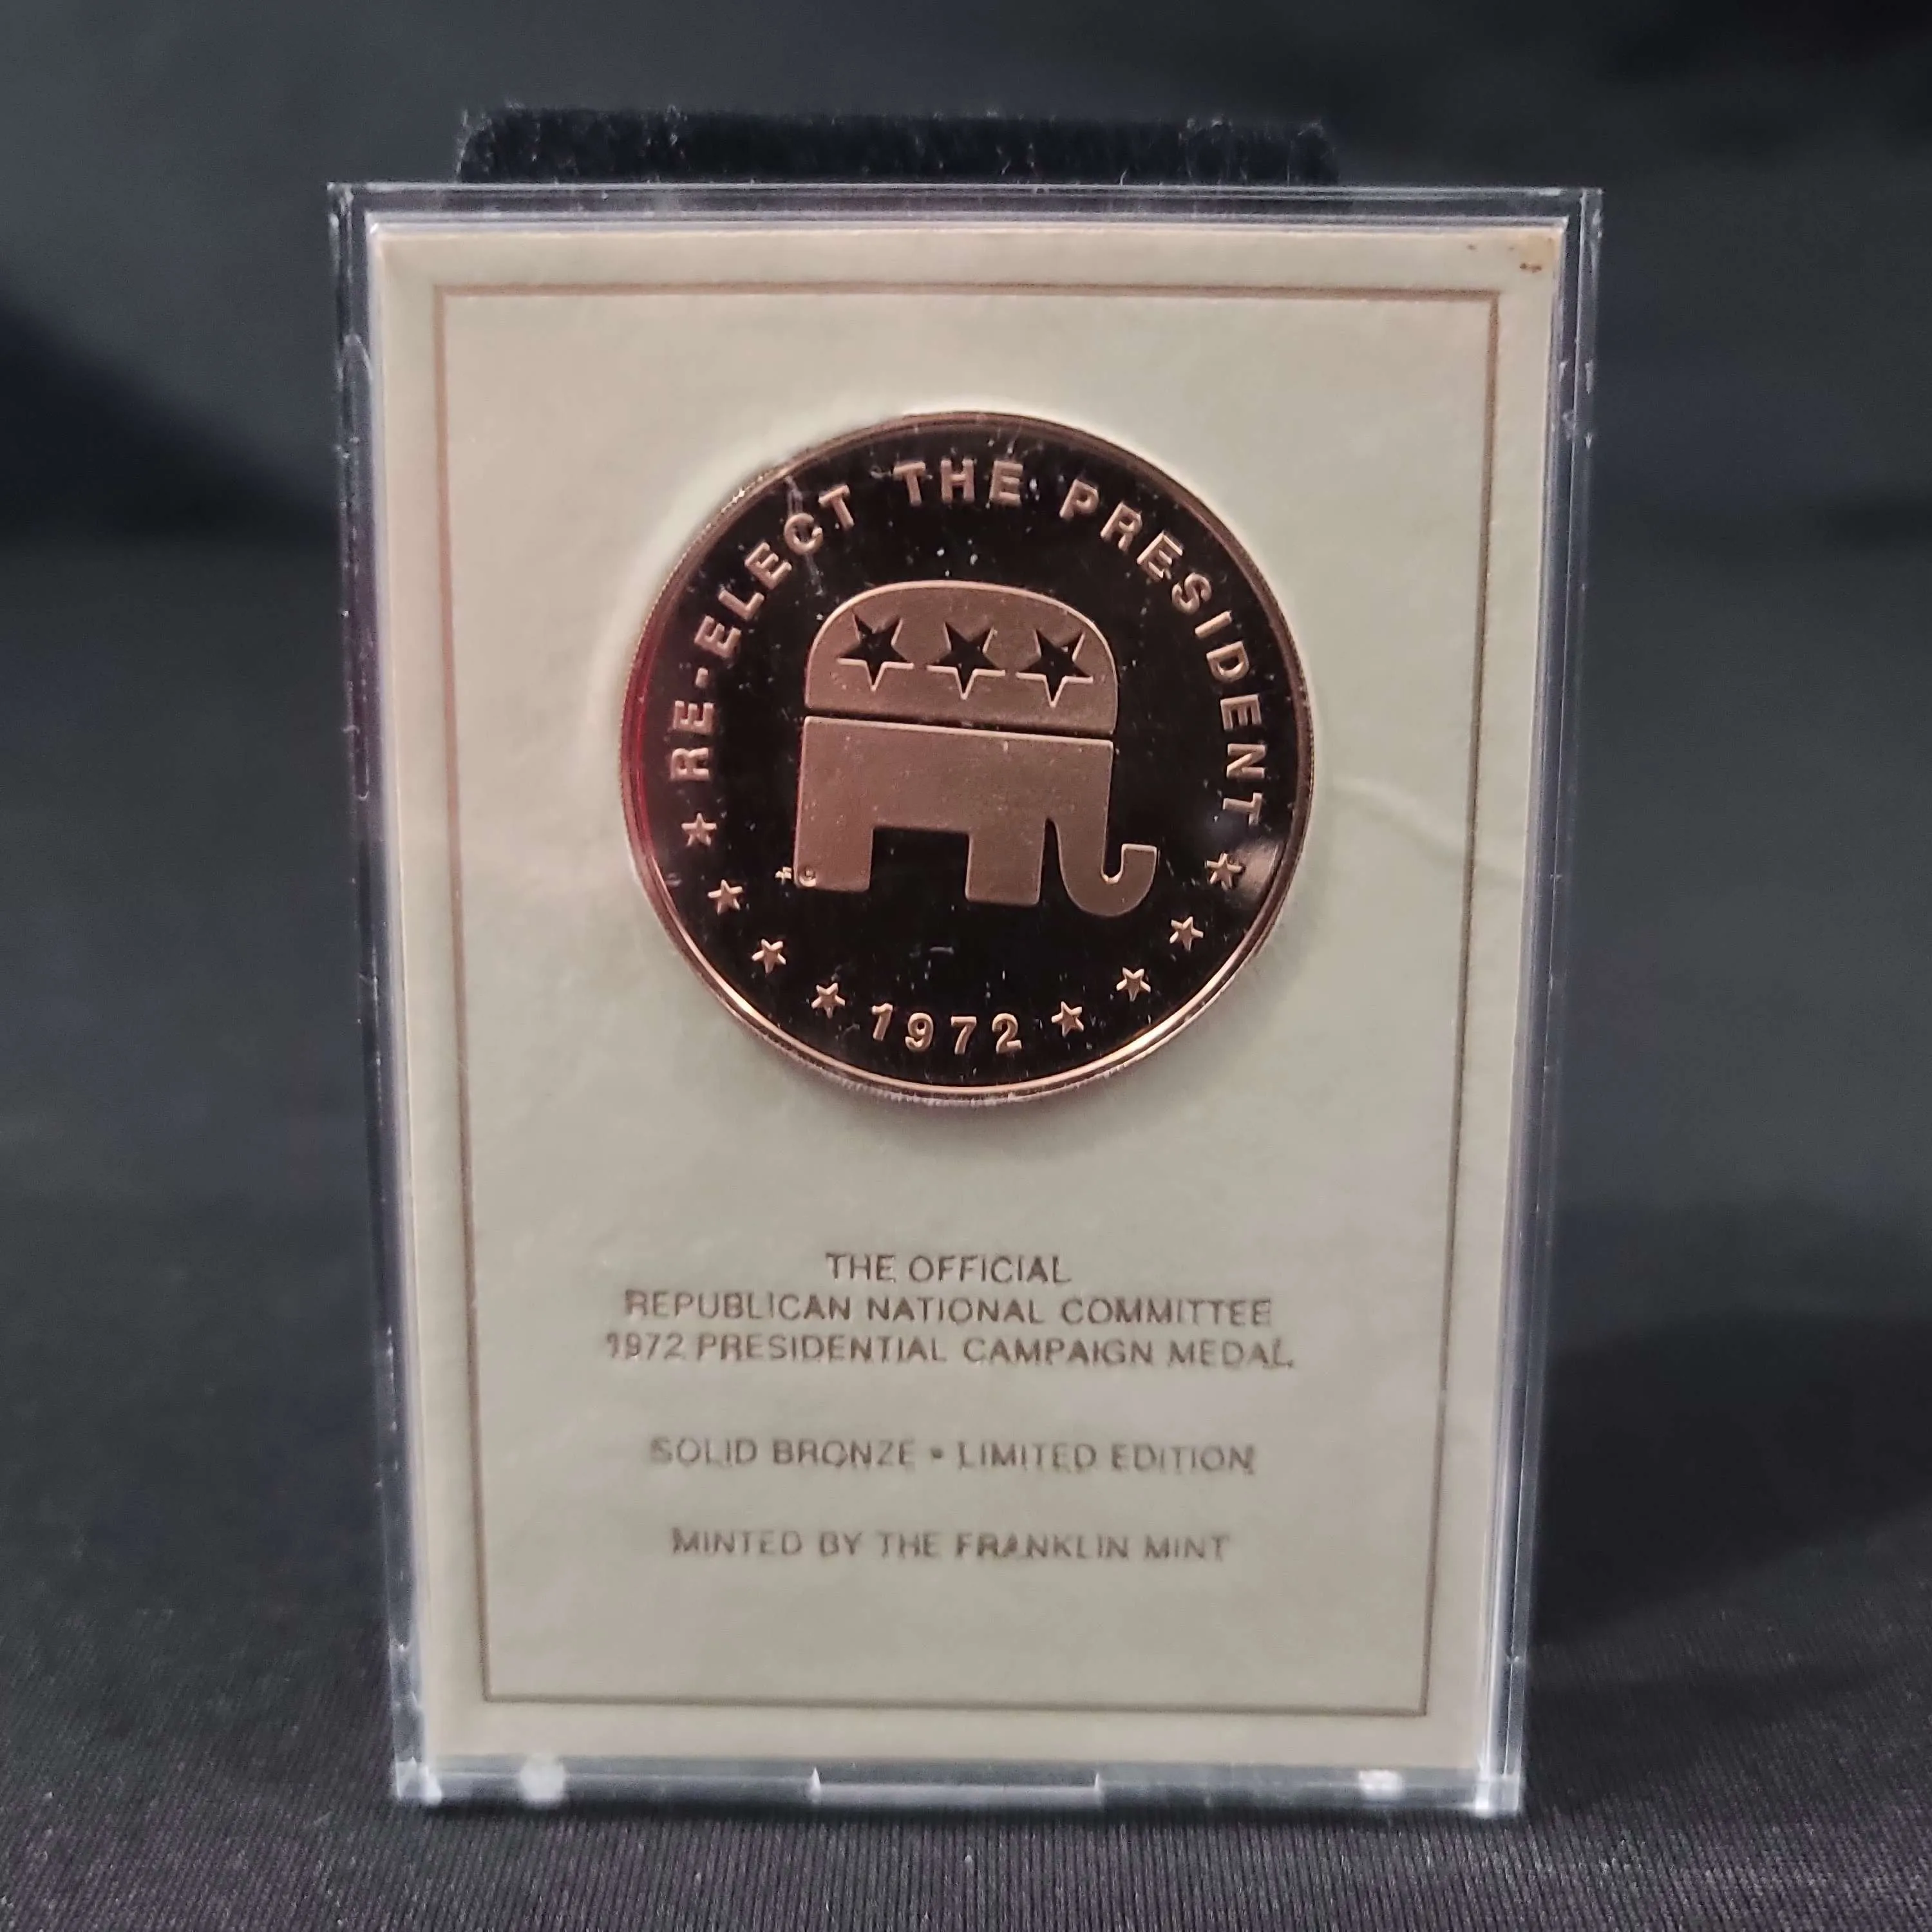 RE-ELECT THE PRESIDENT
1972
THE OFFICIAL
REPUBLICAN NATIONAL COMMITTEE
1972 PRESIDENTIAL CAMPAIGN MEDAL
SOLID BRONZE • LIMITED EDITION
MINTED BY THE FRANKLIN MINT